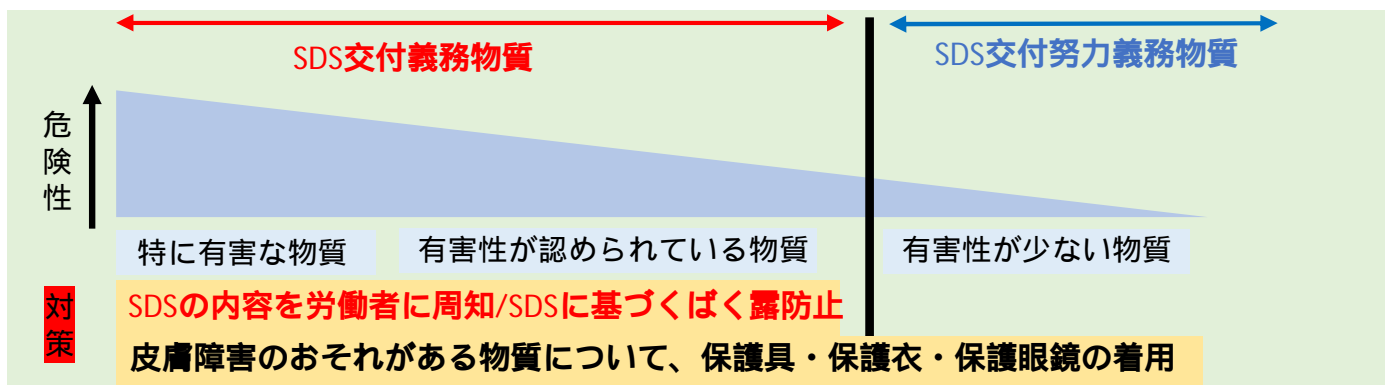 SDS交付義務物質
SDS交付努力義務物質
危険性
特に有害な物質
有害性が認められている物質
有害性が少ない物質
対策
SDSの内容を労働者に周知/SDSに基づくばく露防止
皮膚障害のおそれがある物質について、保護具・保護衣・保護眼鏡の着用